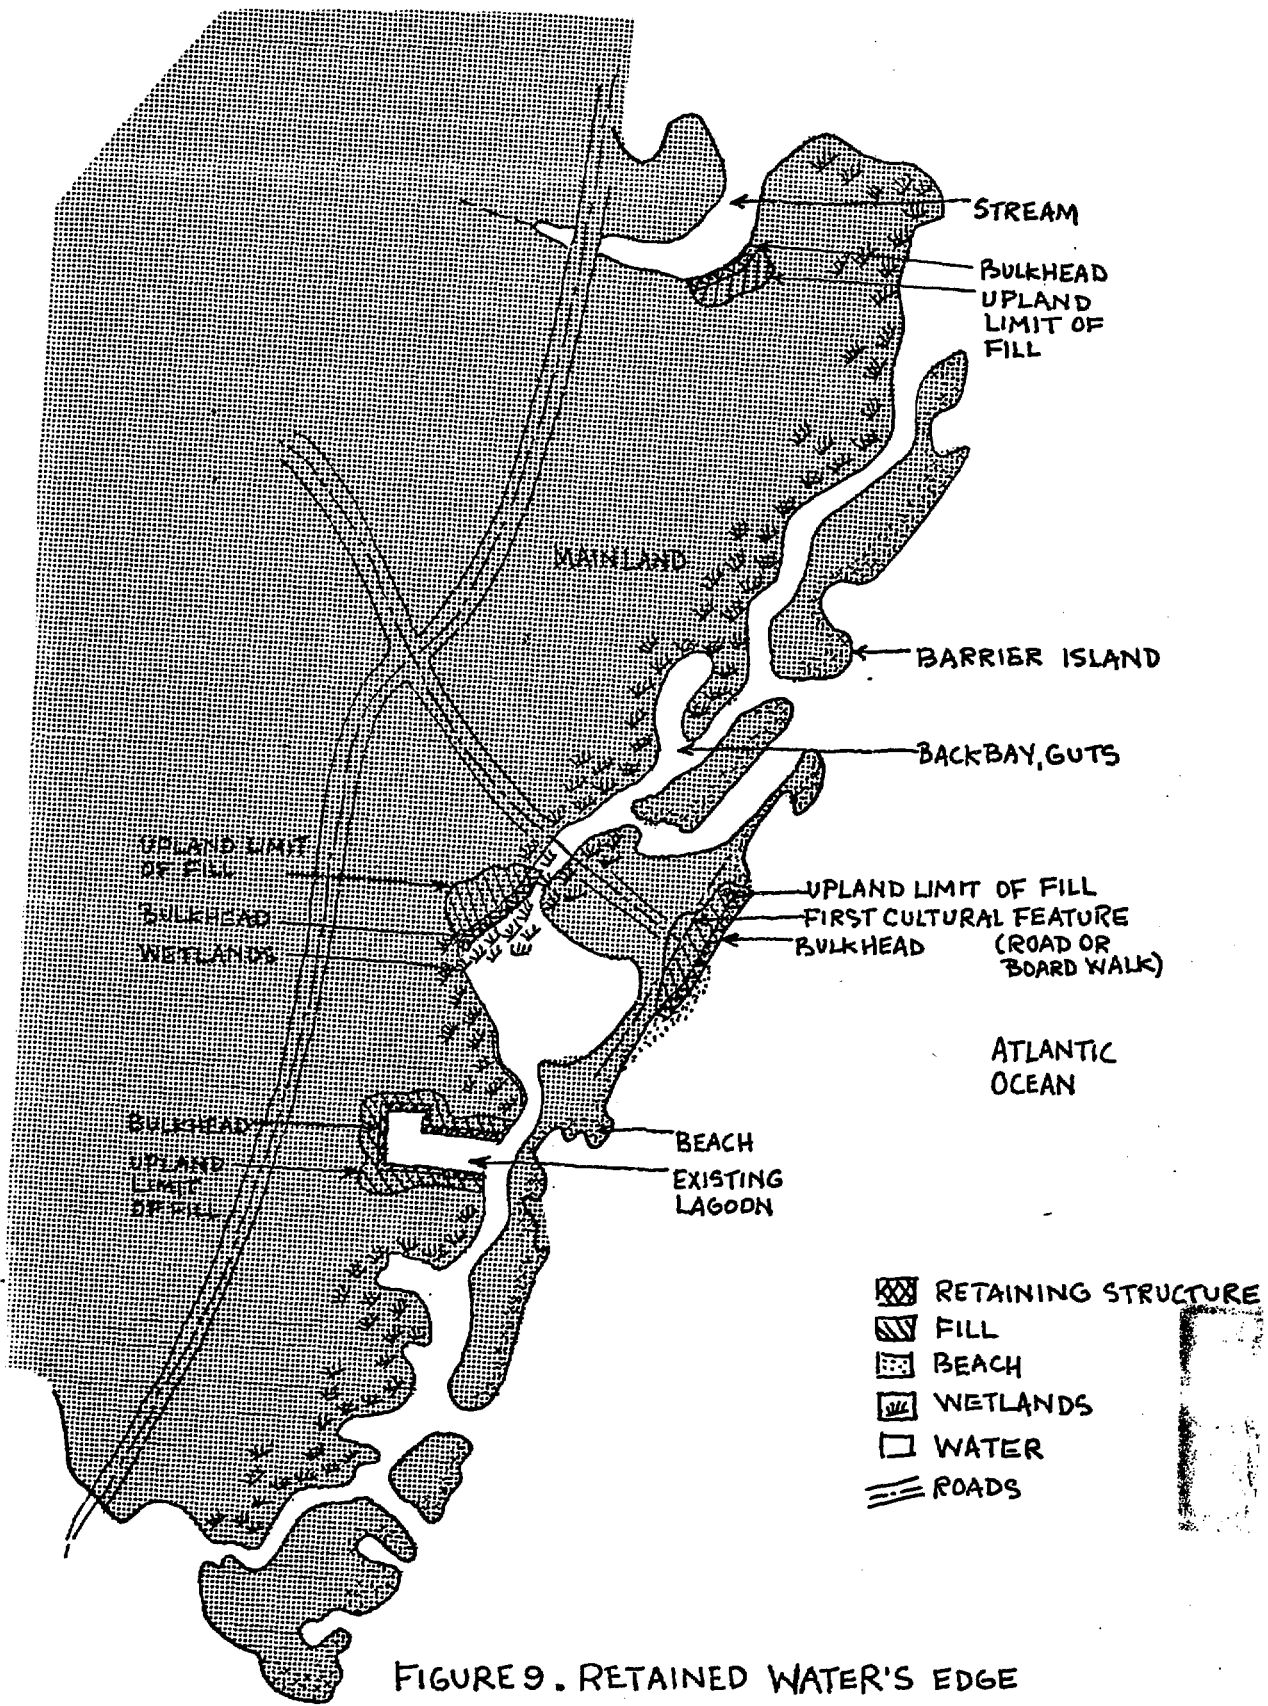 STREAM
BULKHEAD
UPLAND
LIMIT OF
FILL
MAINLAND
BARRIER ISLAND
BACKBAY, GUTS
UPLAND LIMIT
OF FILL
BULKHEAD
WETLANDS
UPLAND LIMIT OF FILL
FIRST CULTURAL FEATURE
(ROAD OR
BOARD WALK)
BULKHEAD
ATLANTIC
OCEAN
BULKHEAD
UPLAND
LIMIT
OF FILL
BEACH
EXISTING
LAGOON
RETAINING STRUCTURE
FILL
BEACH
WETLANDS
WATER
ROADS
FIGURE 9. RETAINED WATER'S EDGE